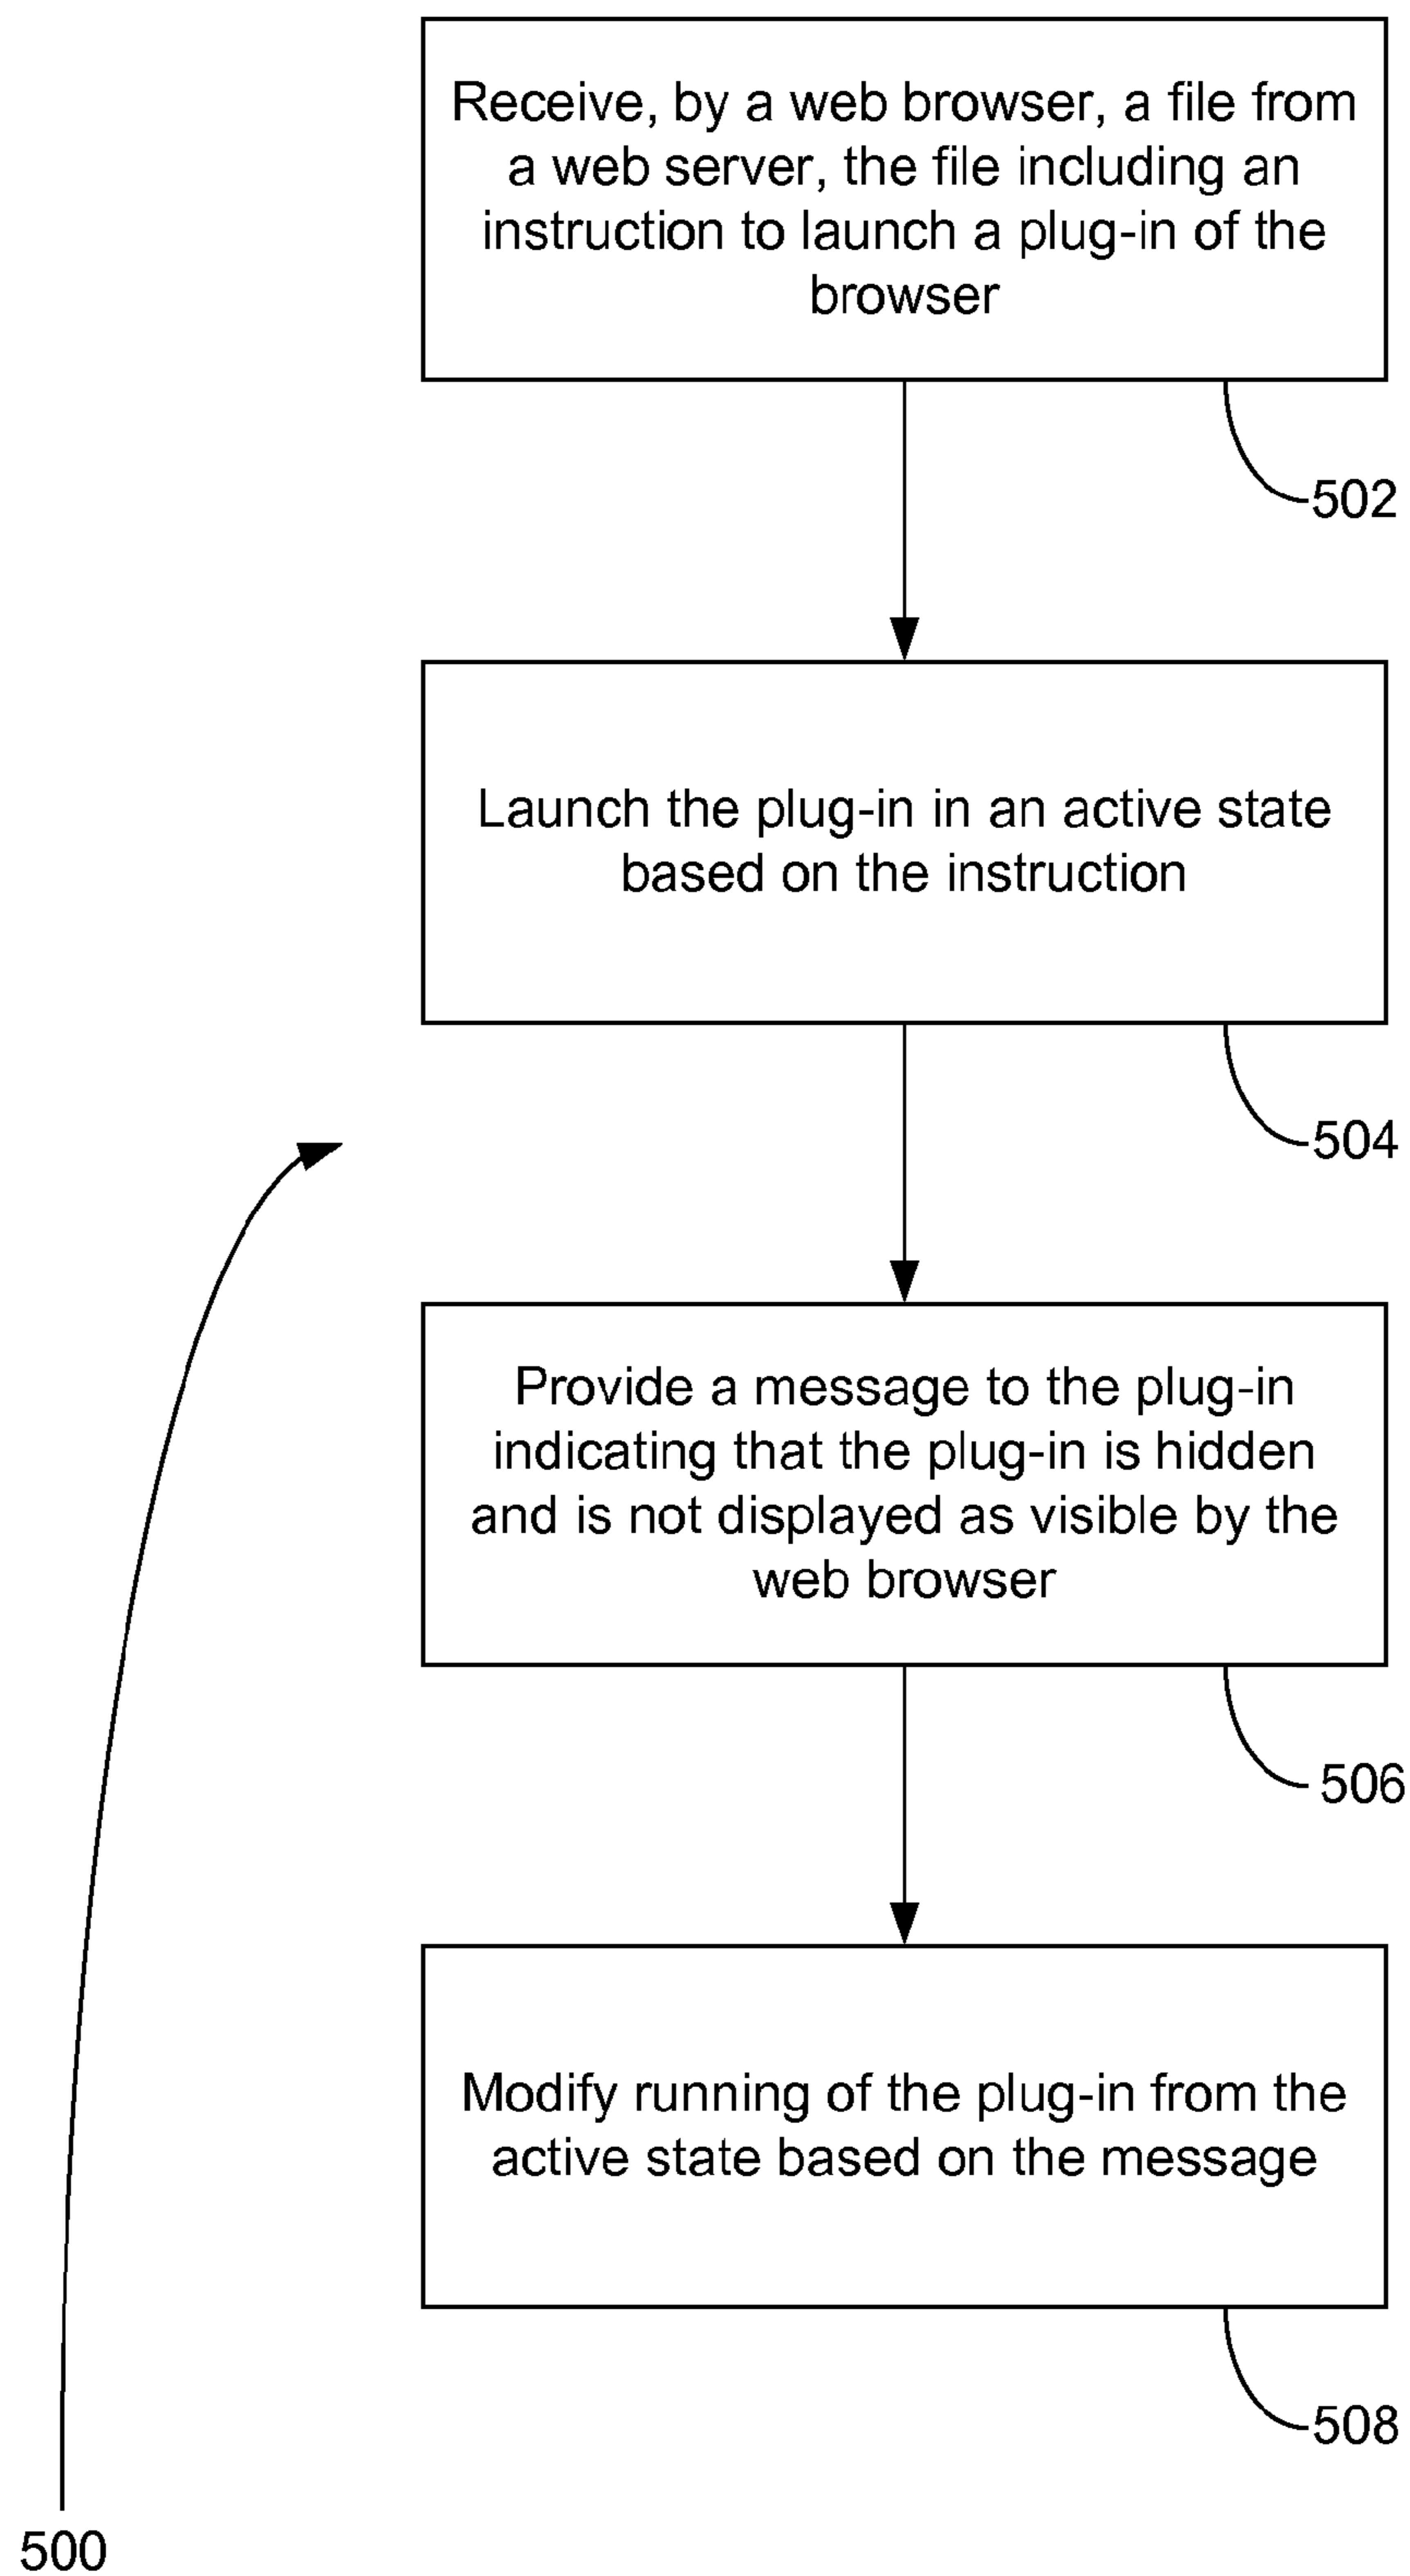 Receive, by a web browser, a file from
a web server, the file including an
instruction to launch a plug-in of the
browser
502
Launch the plug-in in an active state
based on the instruction
504
Provide a message to the plug-in
indicating that the plug-in is hidden
and is not displayed as visible by the
web browser
506
Modify running of the plug-in from the
active state based on the message
508
500